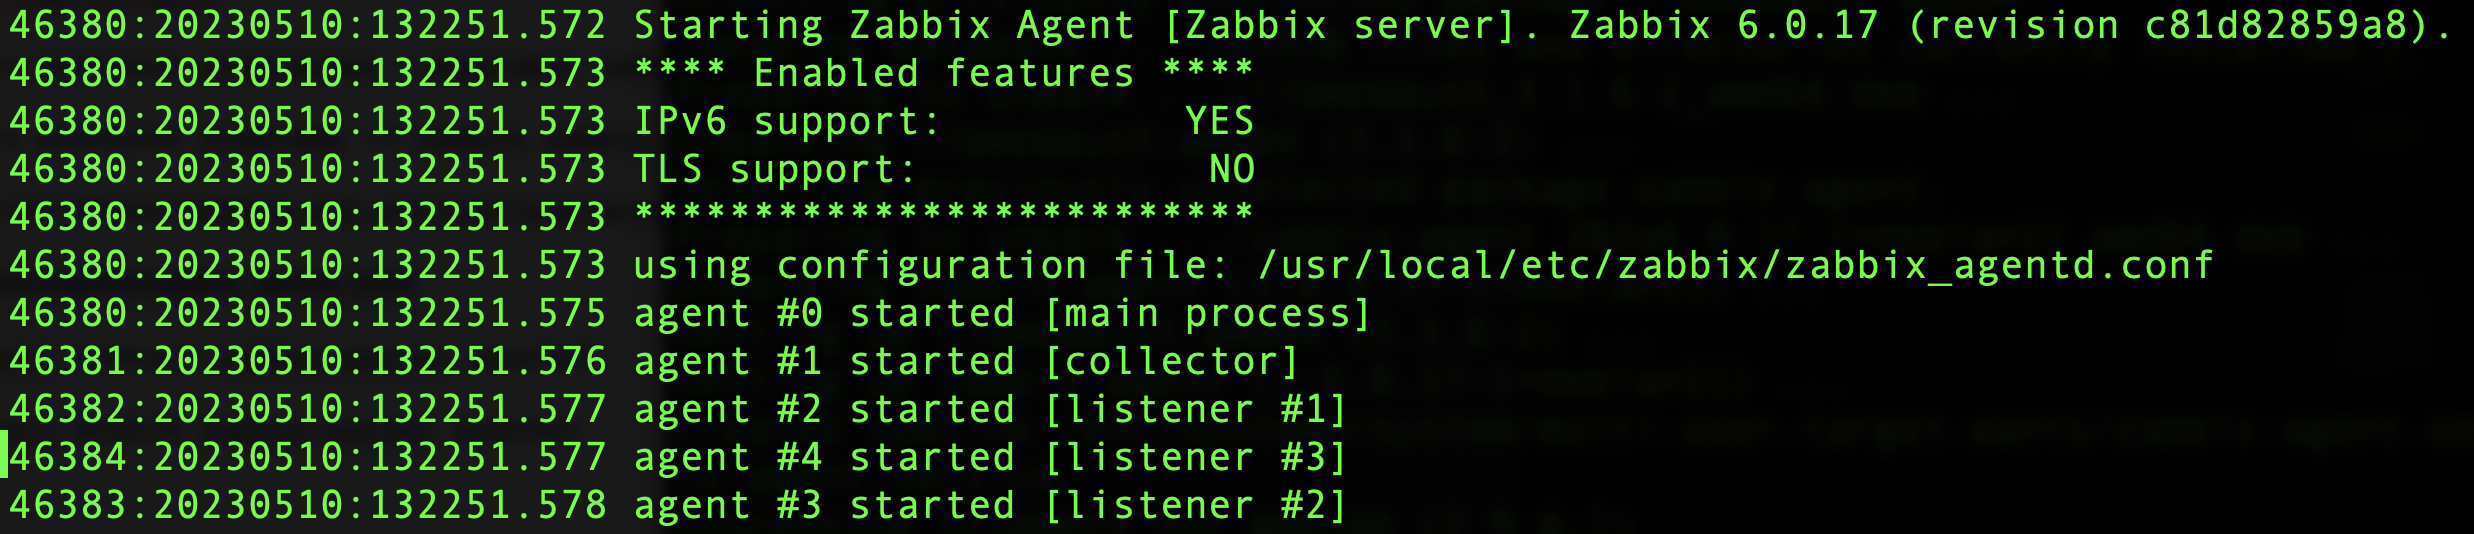 46380:20230510:132251.572 Starting Zabbix Agent [Zabbix server]. Zabbix 6.0.17 (revision c81d82859a8).
46380:20230510:132251.573 **** Enabled features ****
46380:20230510:132251.573 IPv6 support:          YES
46380:20230510:132251.573 TLS support:            NO
46380:20230510:132251.573 **************************
46380:20230510:132251.573 using configuration file: /usr/local/etc/zabbix/zabbix_agentd.conf
46380:20230510:132251.575 agent #0 started [main process]
46381:20230510:132251.576 agent #1 started [collector]
46382:20230510:132251.577 agent #2 started [listener #1]
46384:20230510:132251.577 agent #4 started [listener #3]
46383:20230510:132251.578 agent #3 started [listener #2]